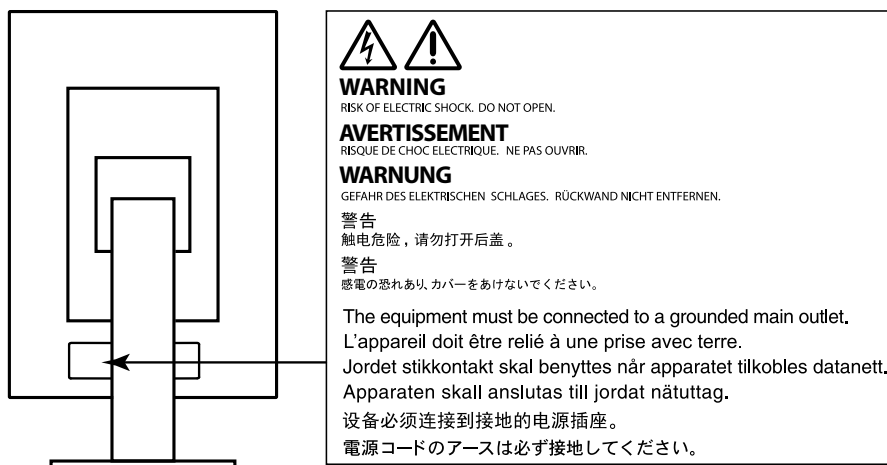 WARNING
RISK OF ELECTRIC SHOCK. DO NOT OPEN.
AVERTISSEMENT
RISQUE DE CHOC ELECTRIQUE. NE PAS OUVRIR.
WARNUNG
GEFAHR DES ELEKTRISCHEN SCHLAGES. RÜCKWAND NICHT ENTFERNEN.
警告
触电危险，请勿打开后盖。
警告
感電の恐れあり、カバーをあけないでください。
The equipment must be connected to a grounded main outlet.
L'appareil doit être relié à une prise avec terre.
Jordet stikkontakt skal benyttes når apparatet tilkobles datanett.
Apparaten skall anslutas till jordat nätuttag.
设备必须连接到接地的电源插座。
電源コードのアースは必ず接地してください。